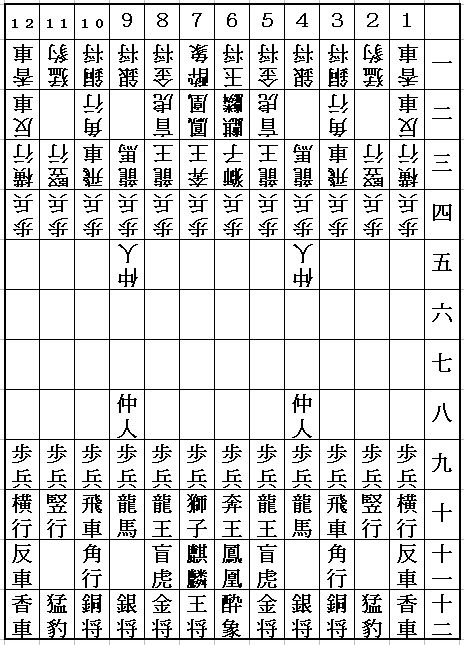 12 11 10 9 8 7 6 5 4 3 2 1
香車 猛豹 銅将 銀将 金将 酔象 王将 金将 銀将 銅将 猛豹 香車 一
反車 角行 盲虎 鳳凰 麒麟 盲虎 角行 反車 二
横行 竪行 飛車 龍馬 龍王 奔王 獅子 龍王 龍馬 飛車 竪行 横行 三
歩兵 歩兵 歩兵 歩兵 歩兵 歩兵 歩兵 歩兵 歩兵 歩兵 歩兵 歩兵 四
仲人 仲人 五
六
七
仲人 仲人 八
歩兵 歩兵 歩兵 歩兵 歩兵 歩兵 歩兵 歩兵 歩兵 歩兵 歩兵 歩兵 九
横行 竪行 飛車 龍馬 龍王 獅子 奔王 龍王 龍馬 飛車 竪行 横行 十
反車 角行 盲虎 麒麟 鳳凰 盲虎 角行 反車 十一
香車 猛豹 銅将 銀将 金将 王将 酔象 金将 銀将 銅将 猛豹 香車 十二